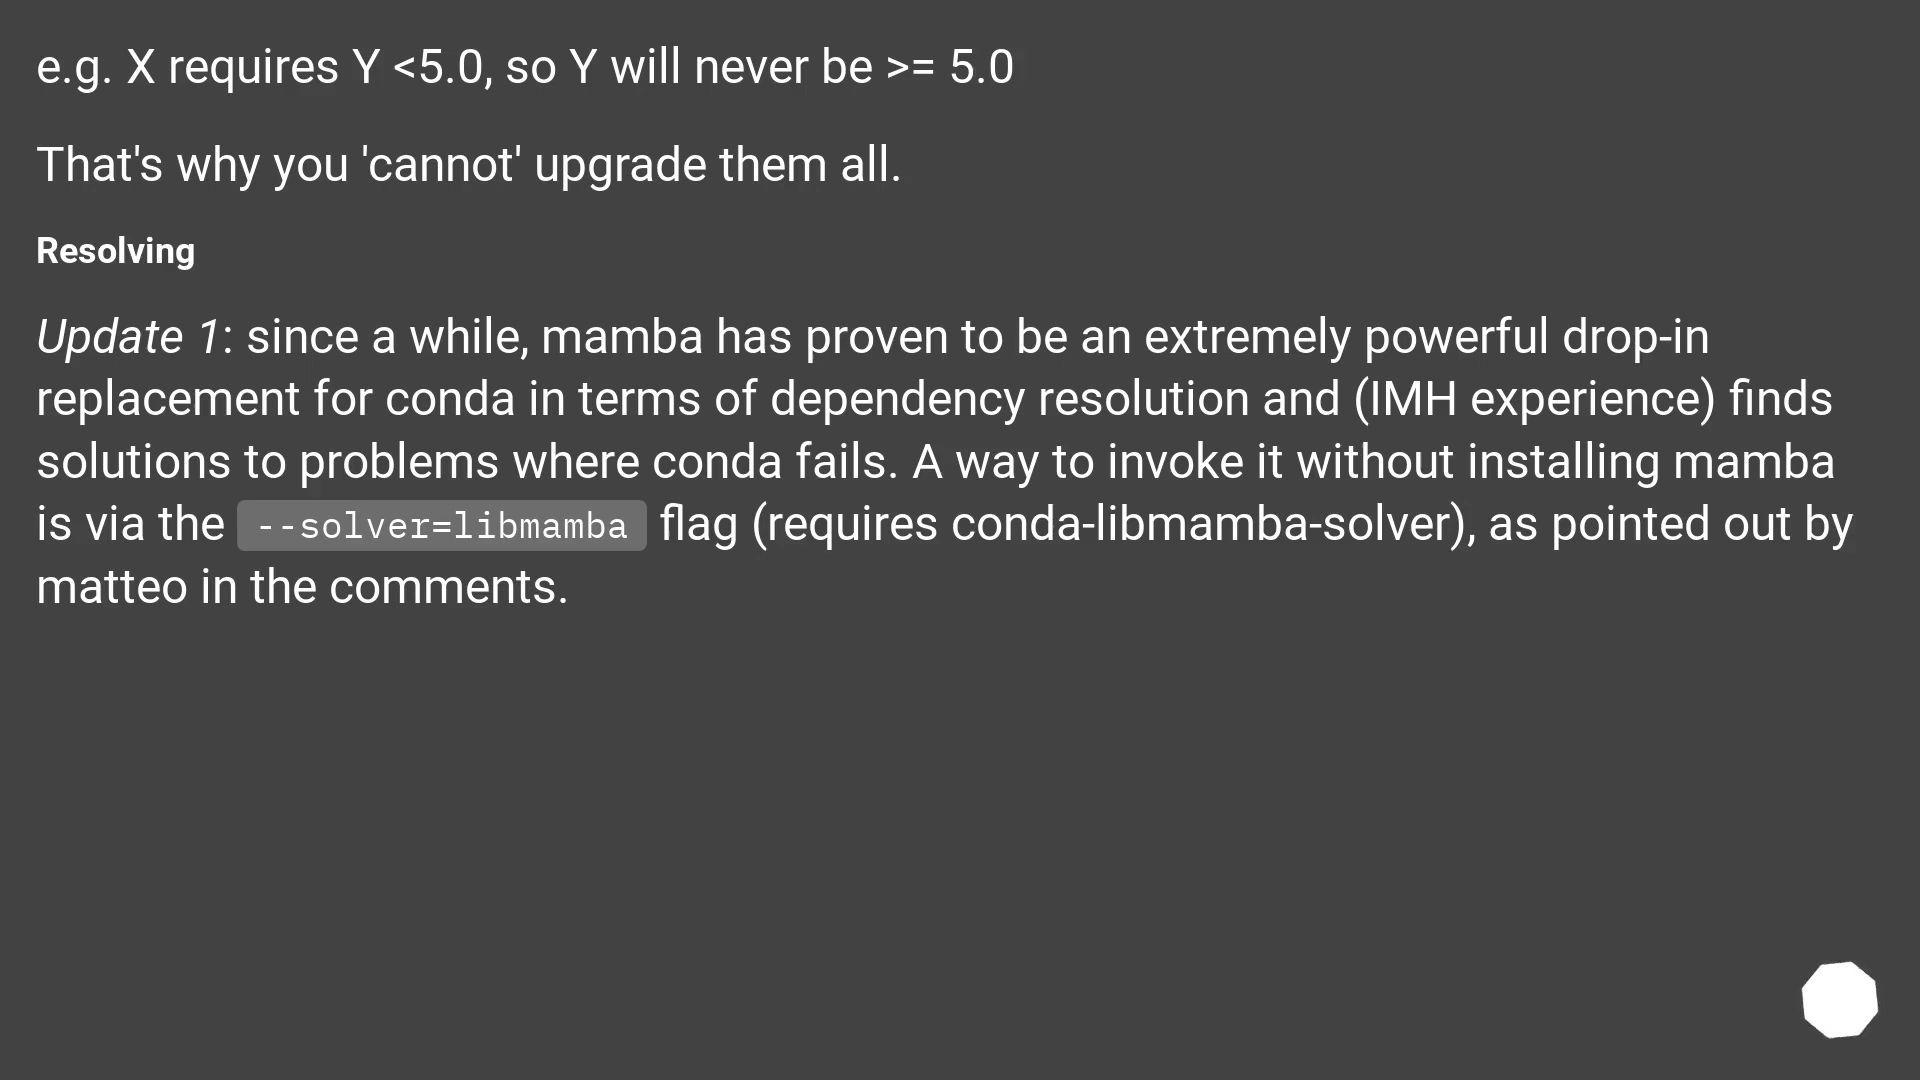 e.g. X requires Y <5.0, so Y will never be >= 5.0
That's why you 'cannot' upgrade them all.
Resolving
Update 1: since a while, mamba has proven to be an extremely powerful drop-in
replacement for conda in terms of dependency resolution and (IMH experience) finds
solutions to problems where conda fails. A way to invoke it without installing mamba
is via the --solver=libmamba flag (requires conda-libmamba-solver), as pointed out by
matteo in the comments.